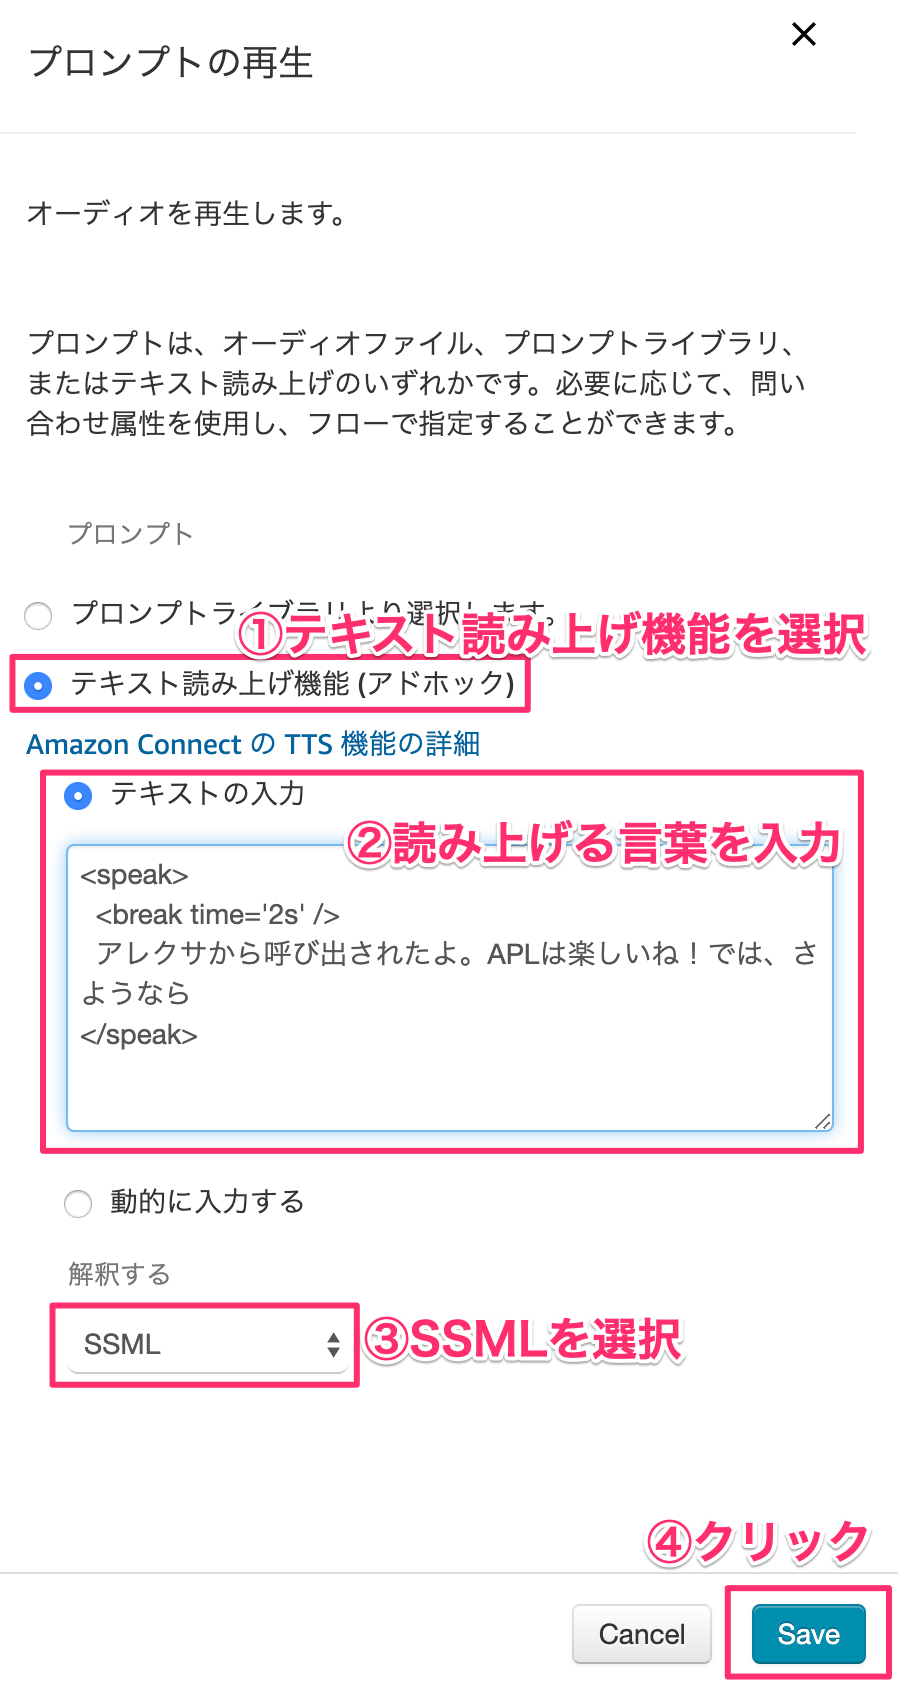 プロンプトの再生
オーディオを再生します。
プロンプトは、オーディオファイル、プロンプトライブラリ、
またはテキスト読み上げのいずれかです。必要に応じて、問い
合わせ属性を使用し、フローで指定することができます。
プロンプト
プロンプトライブラリより選択します。
①テキスト読み上げ機能を選択
テキスト読み上げ機能 (アドホック)
Amazon Connect の TTS 機能の詳細
テキストの入力
②読み上げる言葉を入力
<speak>
<break time='2s' />
アレクサから呼び出されたよ。APLは楽しいね！では、さ
ようなら
</speak>
動的に入力する
解釈する
SSML
③SSMLを選択
④クリック
Cancel
Save